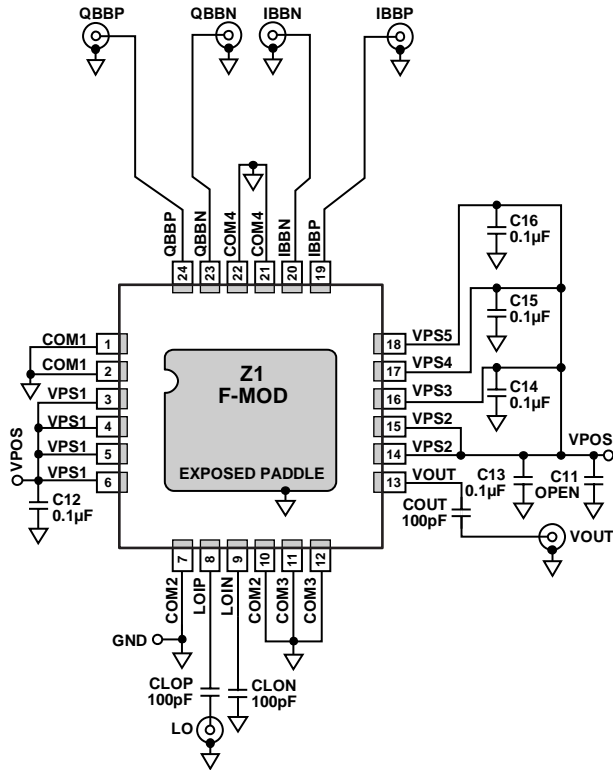 QBBP
QBBN
IBBN
IBBP
QBBP
QBBN
COM4
COM4
IBBN
IBBP
24
23
22
21
20
19
C16
0.1µF
C15
0.1µF
C14
0.1µF
COM1
1
COM1
2
VPS1
3
VPS1
4
VPS1
5
VPS1
6
VPOS
C12
0.1µF
Z1
F-MOD
EXPOSED PADDLE
18
VPS5
17
VPS4
16
VPS3
15
VPS2
14
VPS2
13
VOUT
VPOS
C13
0.1µF
C11
OPEN
COUT
100pF
VOUT
7
8
9
10
11
12
COM2
LOIP
LOIN
COM2
COM3
COM3
GND
CLOP
100pF
CLON
100pF
LO